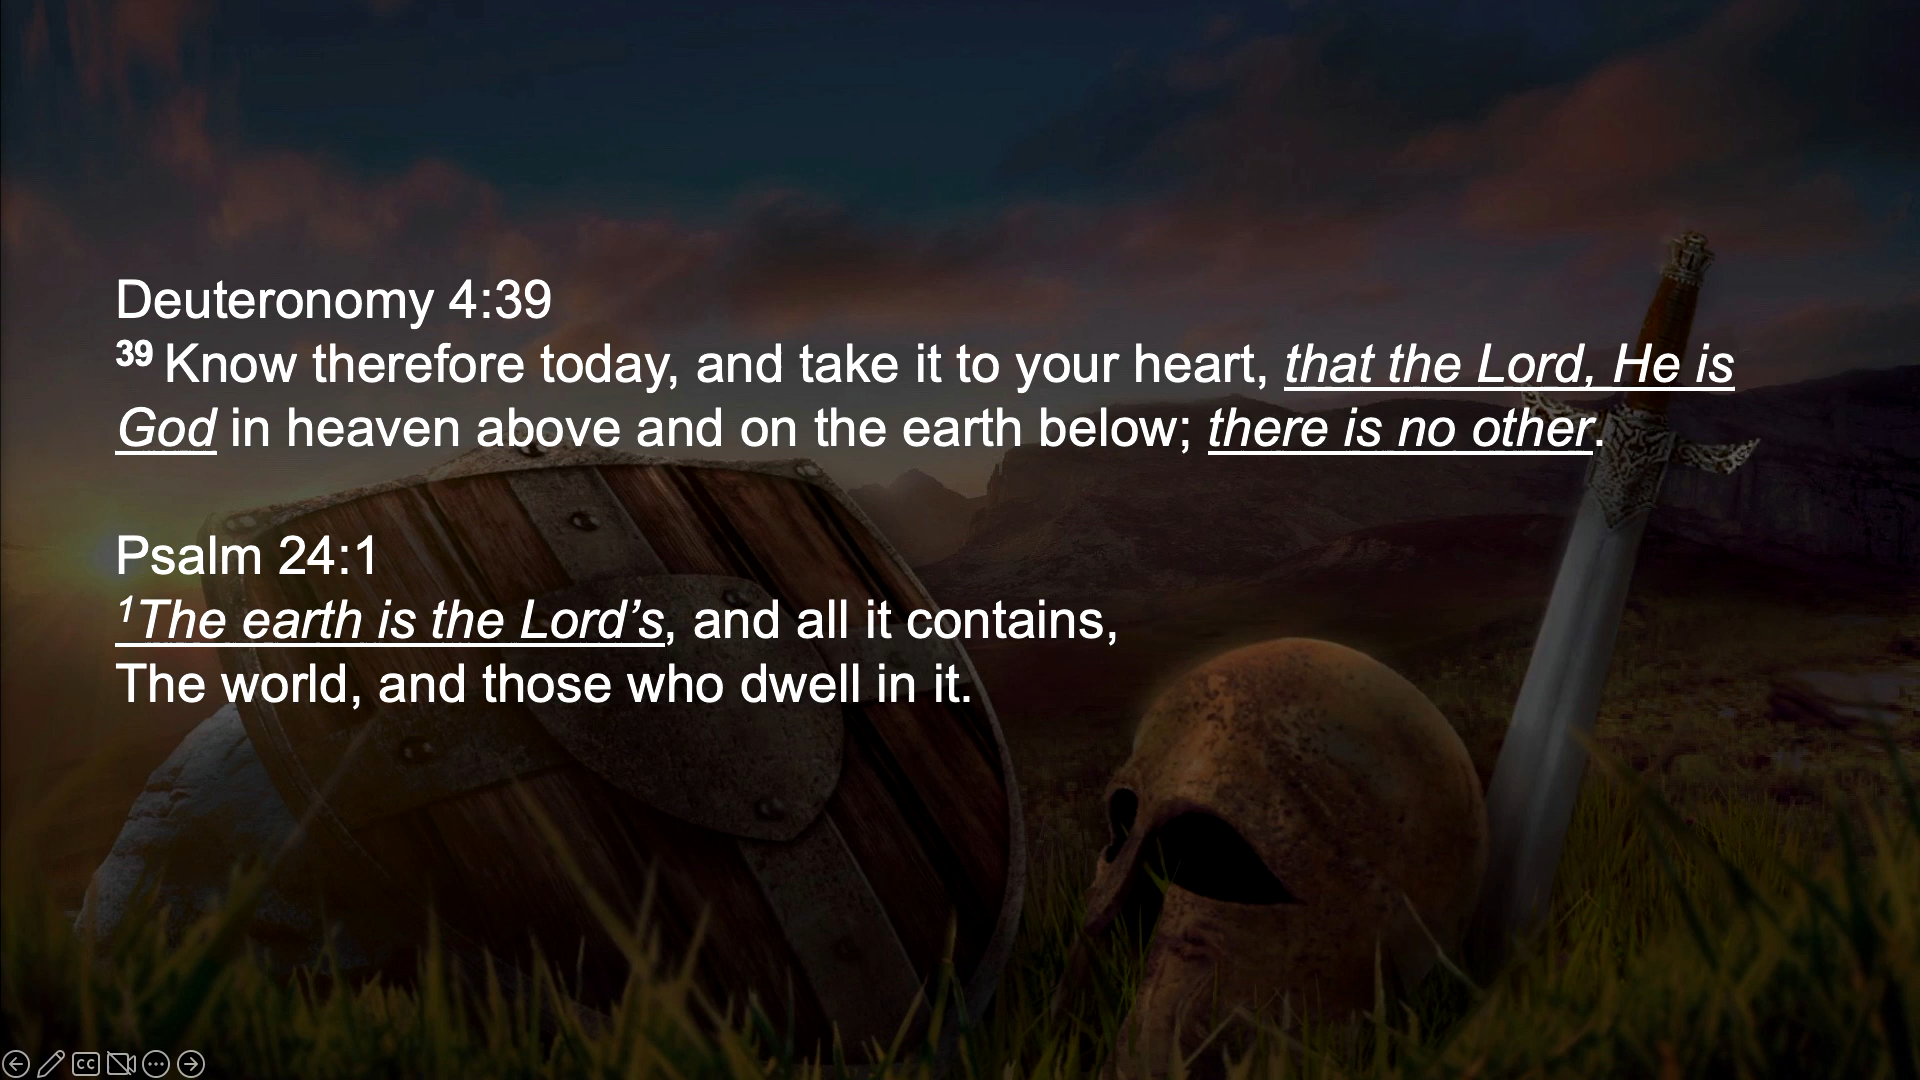 Deuteronomy 4:39
39 Know therefore today, and take it to your heart, that the Lord, He is
God in heaven above and on the earth below; there is no other.
Psalm 24:1
1The earth is the Lord’s, and all it contains,
The world, and those who dwell in it.
CC